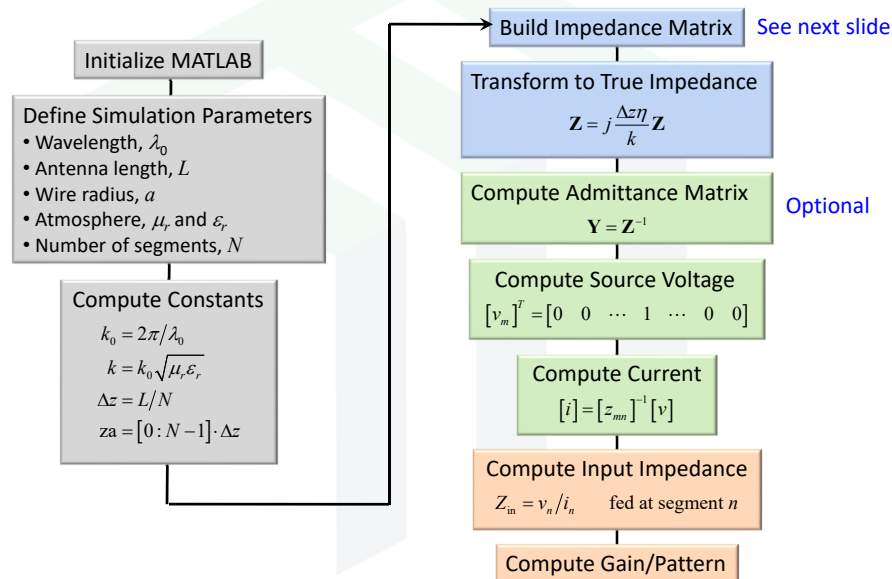 Initialize MATLAB
Define Simulation Parameters
• Wavelength, λ₀
• Antenna length, L
• Wire radius, a
• Atmosphere, μᵣ and εᵣ
• Number of segments, N
Compute Constants
k₀ = 2π/λ₀
k = k₀√(μᵣεᵣ)
Δz = L/N
za = [0 : N −1]·Δz
Build Impedance Matrix
See next slide
Transform to True Impedance
Z = j Δzη/k Z
Compute Admittance Matrix
Optional
Y = Z⁻¹
Compute Source Voltage
[vₘ]ᵀ = [0 0 ⋯ 1 ⋯ 0 0]
Compute Current
[i] = [zₘₙ]⁻¹ [v]
Compute Input Impedance
Z_in = vₙ/iₙ fed at segment n
Compute Gain/Pattern